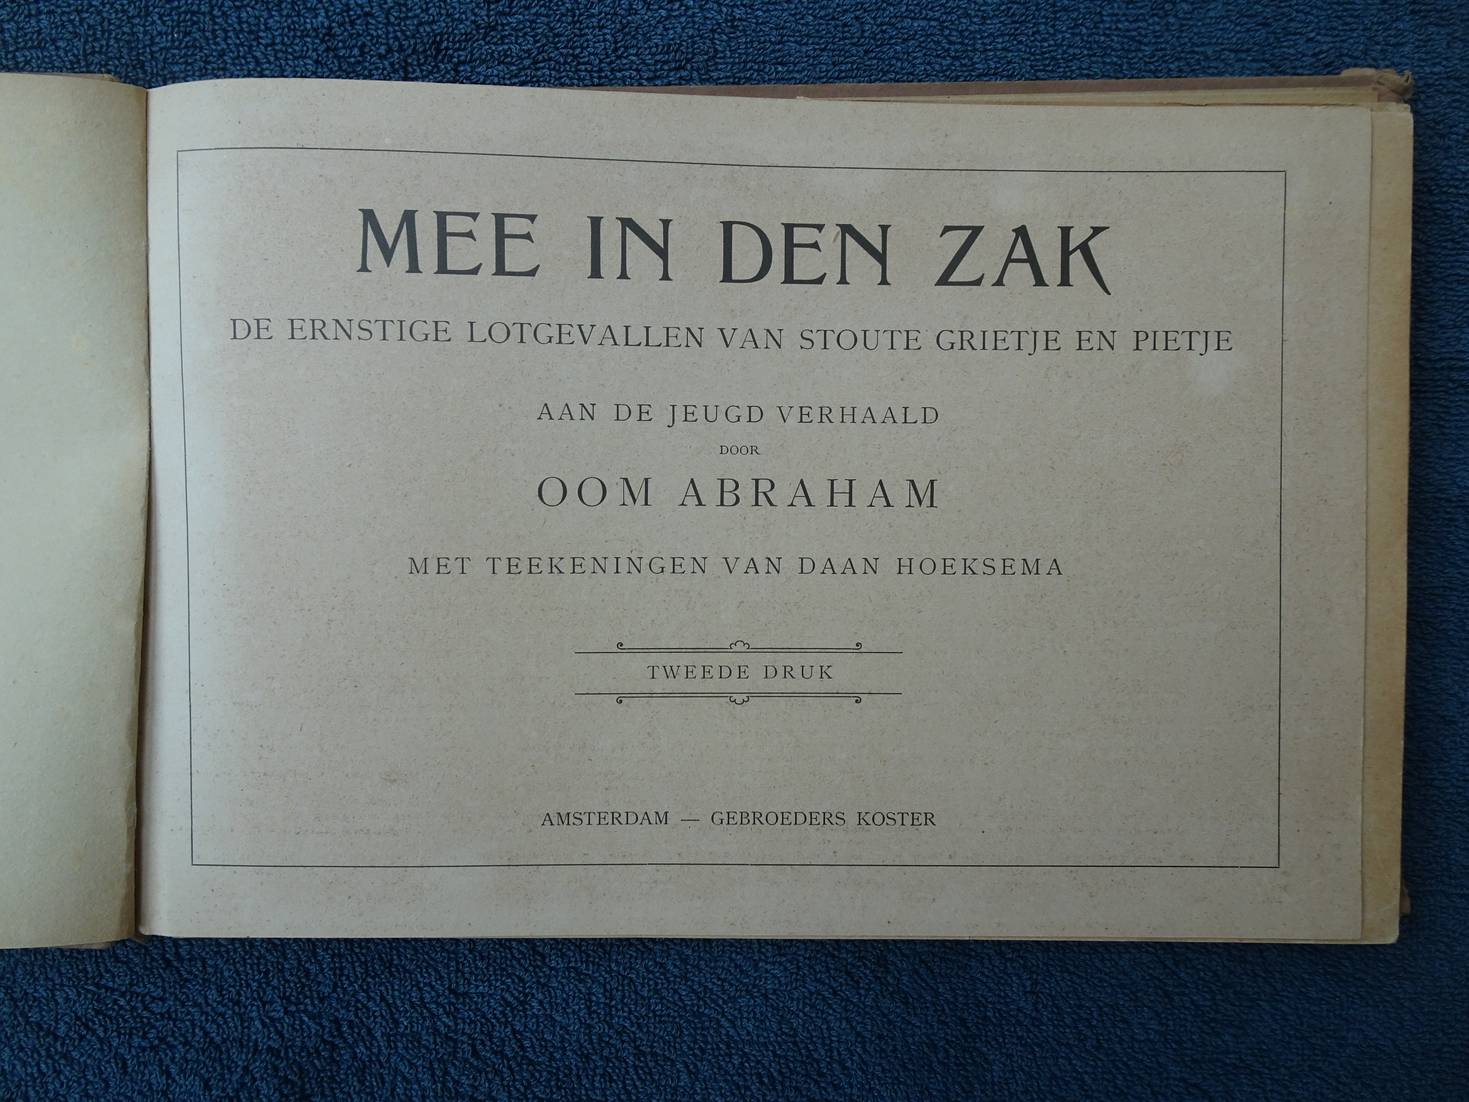 MEE IN DEN ZAK
DE ERNSTIGE LOTGEVALLEN VAN STOUTE GRIETJE EN PIETJE
AAN DE JEUGD VERHAALD
DOOR
OOM ABRAHAM
MET TEEKENINGEN VAN DAAN HOEKSEMA
TWEEDE DRUK
AMSTERDAM — GEBROEDERS KOSTER